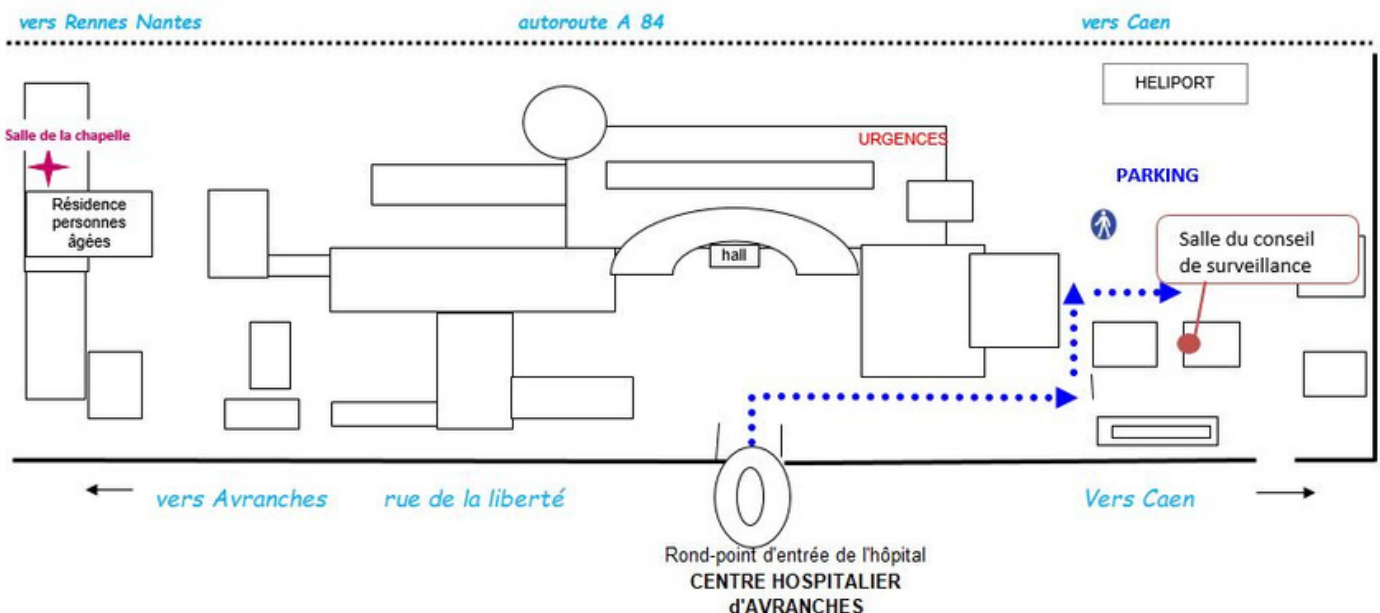 vers Rennes Nantes
autoroute A 84
vers Caen
HELIPORT
Salle de la chapelle
URGENCES
PARKING
Résidence
personnes
âgées
hall
Salle du conseil
de surveillance
vers Avranches
rue de la liberté
Vers Caen
Rond-point d'entrée de l'hôpital
CENTRE HOSPITALIER
d'AVRANCHES